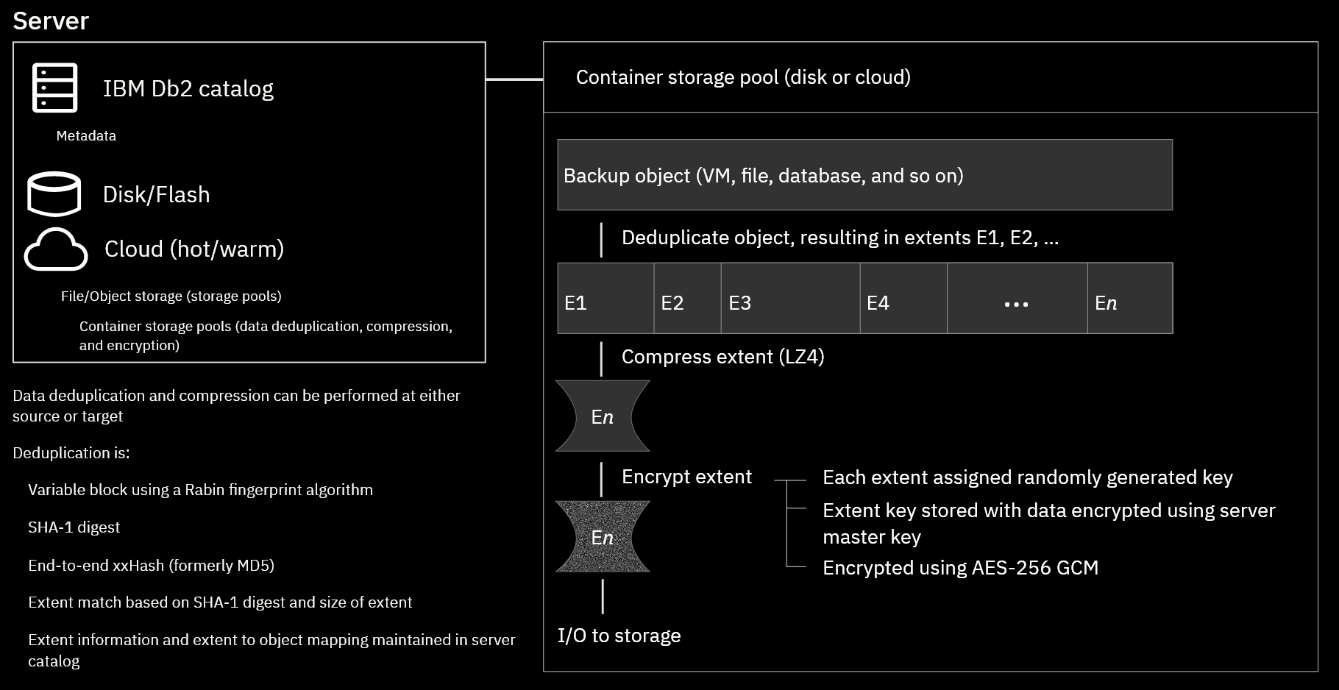 Server
IBM Db2 catalog
Metadata
Disk/Flash
Cloud (hot/warm)
File/Object storage (storage pools)
Container storage pools (data deduplication, compression,
and encryption)
Data deduplication and compression can be performed at either
source or target
Deduplication is:
Variable block using a Rabin fingerprint algorithm
SHA-1 digest
End-to-end xxHash (formerly MD5)
Extent match based on SHA-1 digest and size of extent
Extent information and extent to object mapping maintained in server
catalog
Container storage pool (disk or cloud)
Backup object (VM, file, database, and so on)
Deduplicate object, resulting in extents E1, E2, ...
E1 E2 E3 E4 ••• En
Compress extent (LZ4)
En
Encrypt extent
Each extent assigned randomly generated key
Extent key stored with data encrypted using server
master key
Encrypted using AES-256 GCM
En
I/O to storage